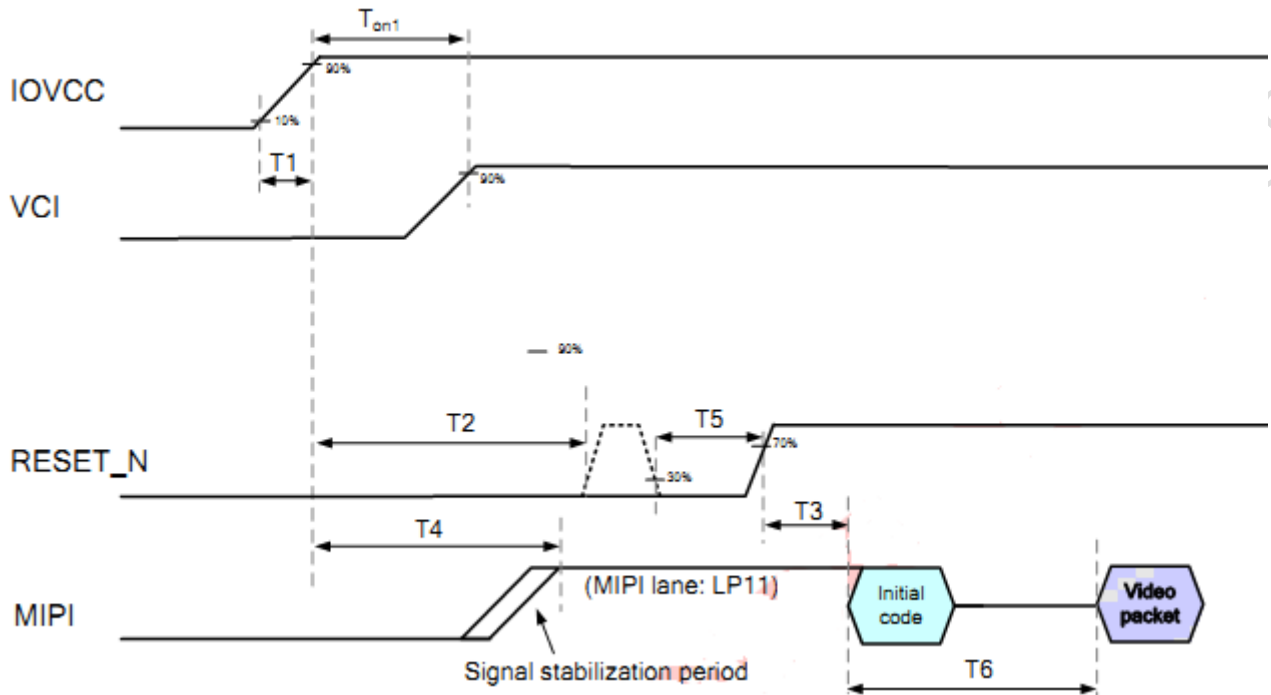 Ton1
90%
IOVCC
10%
T1
90%
VCI
90%
T2
T5
70%
RESET_N
30%
T3
T4
(MIPI lane: LP11)
Initial
code
Video
packet
MIPI
Signal stabilization period
T6